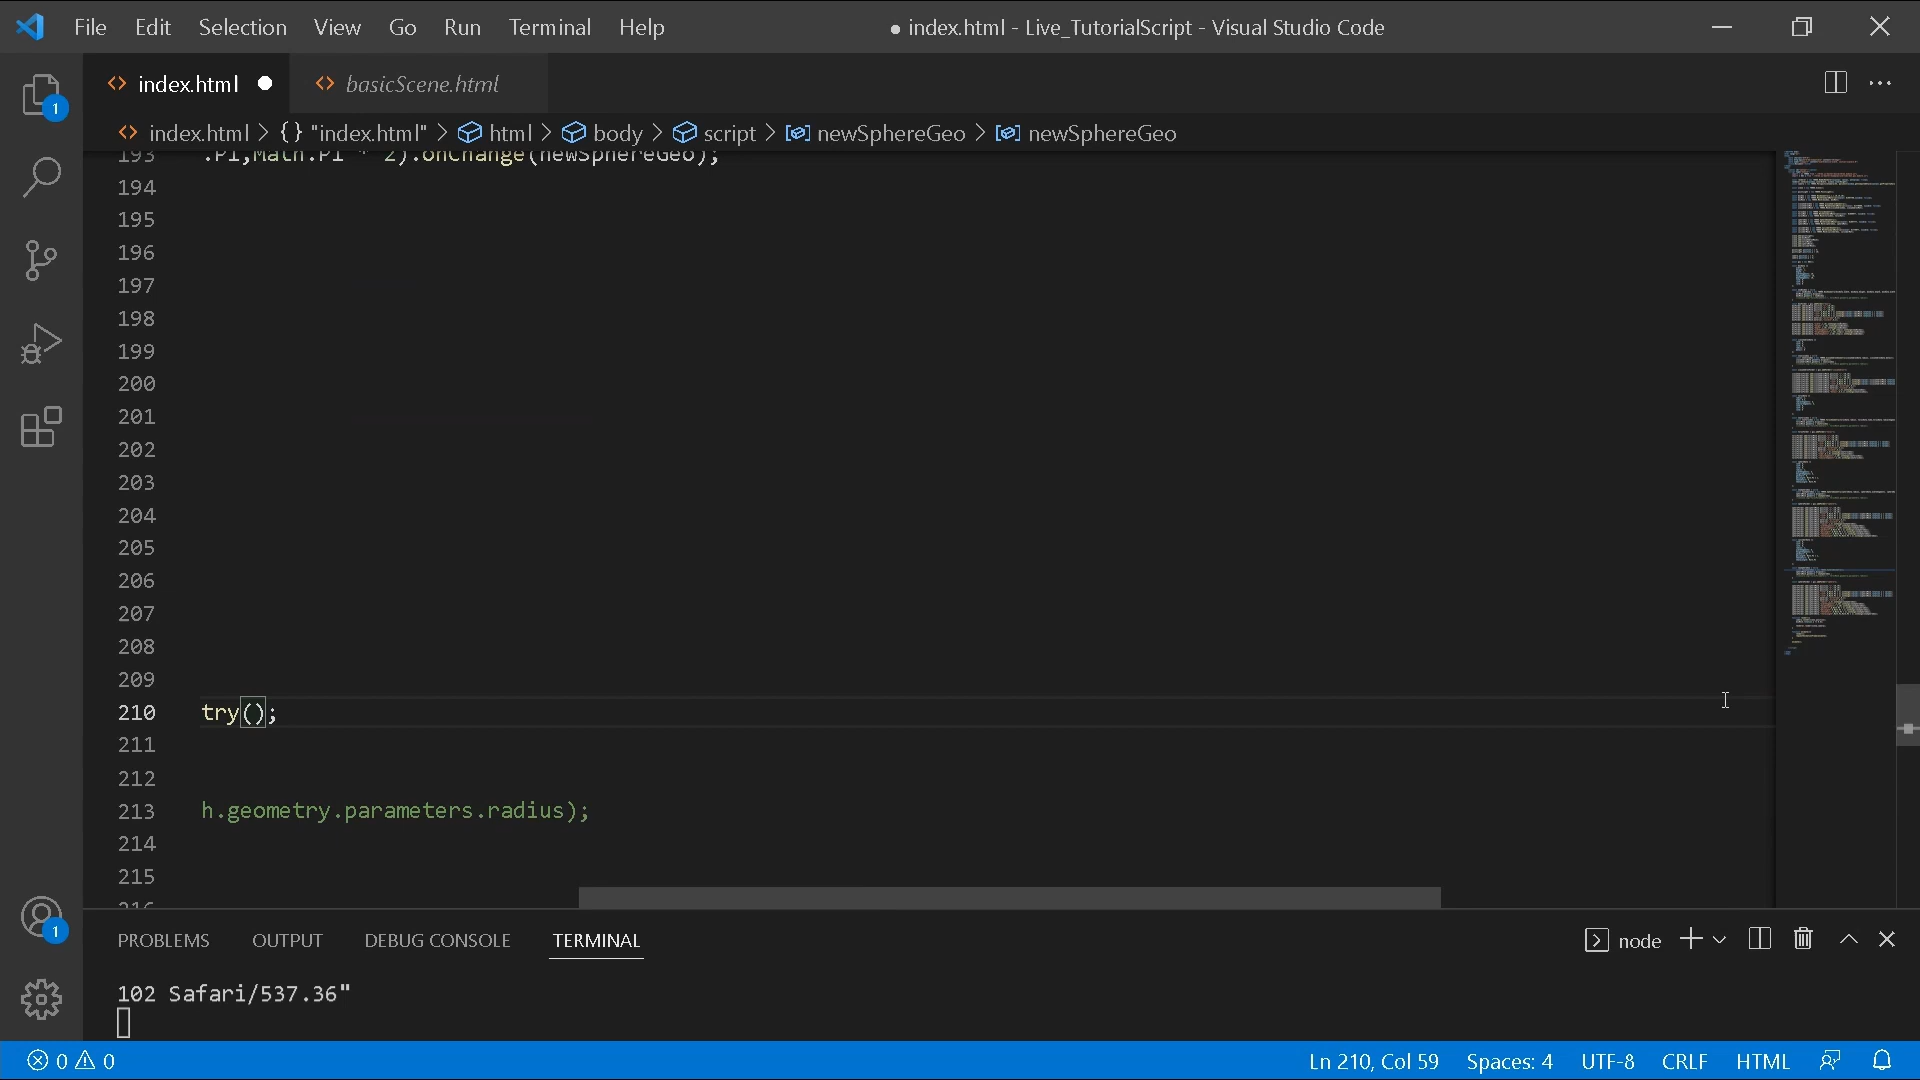 File Edit Selection View Go Run Terminal Help
● index.html - Live_TutorialScript - Visual Studio Code
index.html
basicScene.html
index.html > {} "index.html" > html > body > script > newSphereGeo > newSphereGeo
193 .PI,Math.PI * 2).onChange(newSphereGeo);
194
195
196
197
198
199
200
201
202
203
204
205
206
207
208
209
210 try();
211
212
213 h.geometry.parameters.radius);
214
215
216
PROBLEMS OUTPUT DEBUG CONSOLE TERMINAL
node
102 Safari/537.36"
1
1
0 0
Ln 210, Col 59 Spaces: 4 UTF-8 CRLF HTML